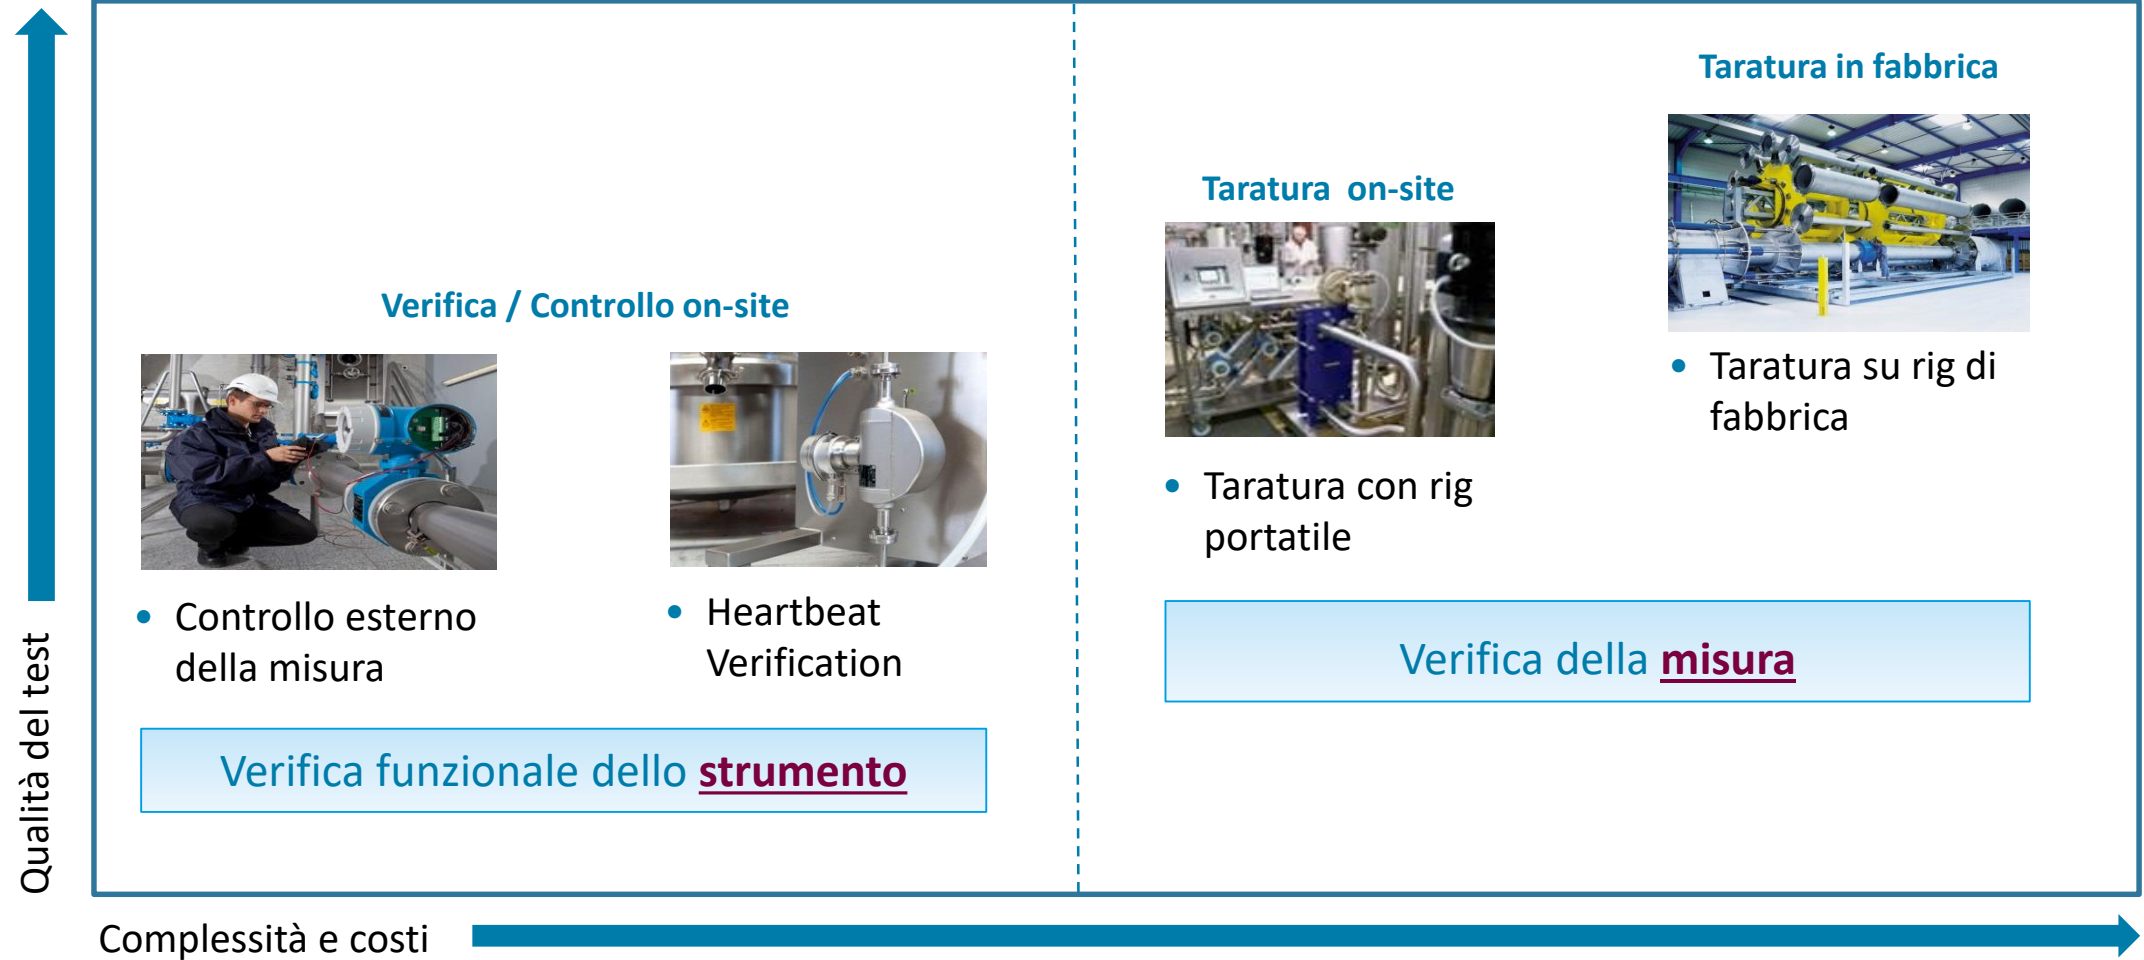 Taratura in fabbrica
Taratura on-site
Verifica / Controllo on-site
• Taratura su rig di
fabbrica
• Taratura con rig
portatile
• Controllo esterno
della misura
• Heartbeat
Verification
Verifica della misura
Verifica funzionale dello strumento
Qualità del test
Complessità e costi